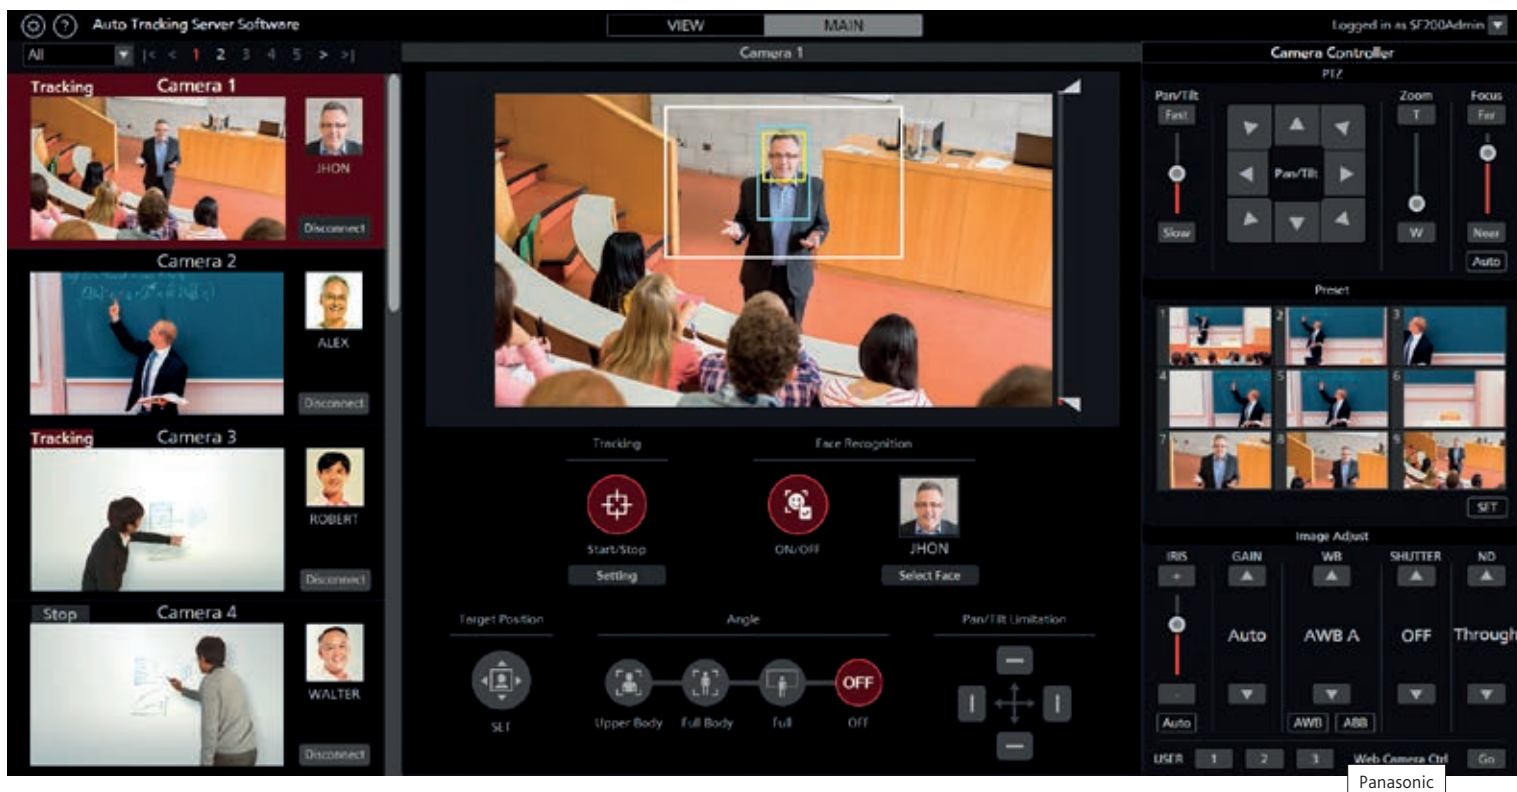 Auto Tracking Server Software
VIEW
MAIN
Logged in as SF200Admin
All
|< < 1 2 3 4 5 > >|
Camera 1
Camera Controller
Tracking
Camera 1
JHON
Disconnect
Camera 2
ALEX
Disconnect
Tracking
Camera 3
ROBERT
Disconnect
Stop
Camera 4
WALTER
Disconnect
Tracking
Face Recognition
Start/Stop
ON/OFF
JHON
Setting
Select Face
Target Position
Angle
Pan/Tilt Limitation
OFF
SET
Upper Body
Full Body
Full
OFF
PTZ
Pan/Tilt
Zoom
Focus
Fast
T
Far
Pan/Tilt
Slow
W
Near
Auto
Preset
1
2
3
4
5
6
7
8
9
SET
Image Adjust
IRIS
GAIN
WB
SHUTTER
ND
+
Auto
AWB A
OFF
Through
-
Auto
AWB
ABB
USER
1
2
3
Web Camera Ctrl
Go
Panasonic